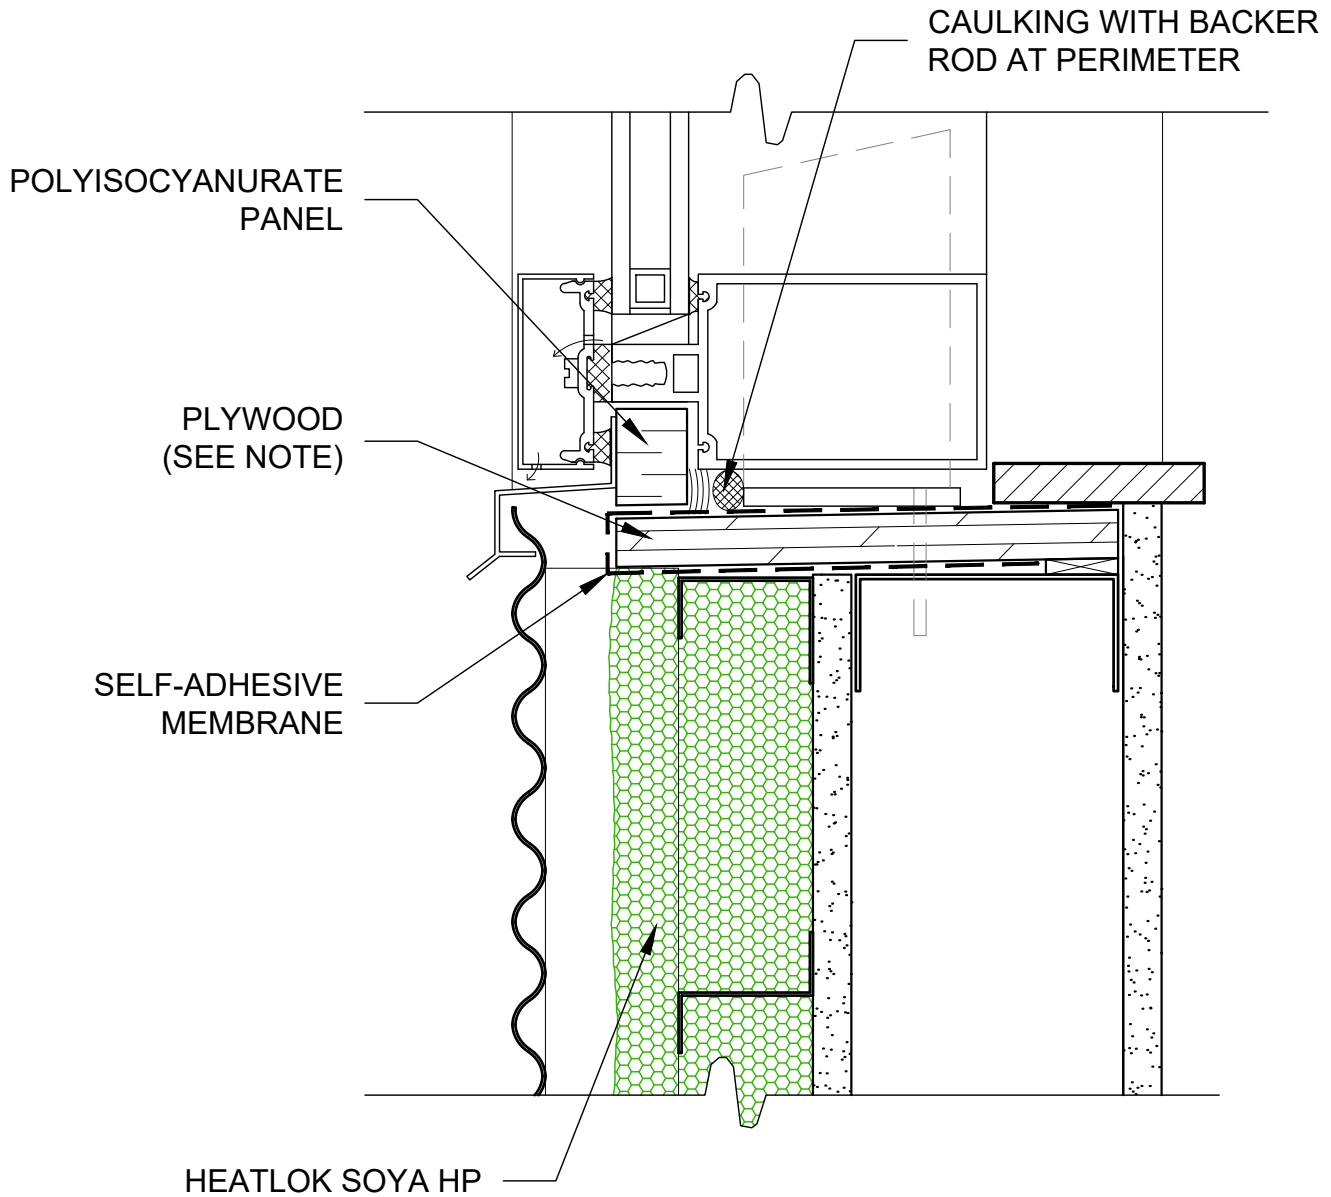 CAULKING WITH BACKER
ROD AT PERIMETER
POLYISOCYANURATE
PANEL
PLYWOOD
(SEE NOTE)
SELF-ADHESIVE
MEMBRANE
HEATLOK SOYA HP